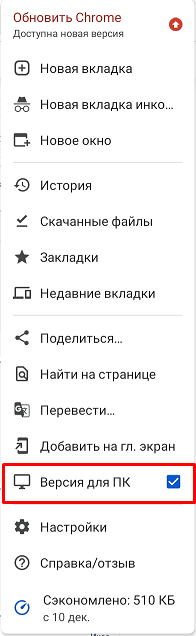 Обновить Chrome
Доступна новая версия
Новая вкладка
Новая вкладка инко...
Новое окно
История
Скачанные файлы
Закладки
Недавние вкладки
Поделиться...
Найти на странице
Перевести...
Добавить на гл. экран
Версия для ПК
Настройки
Справка/отзыв
Сэкономлено: 510 КБ
с 10 дек.